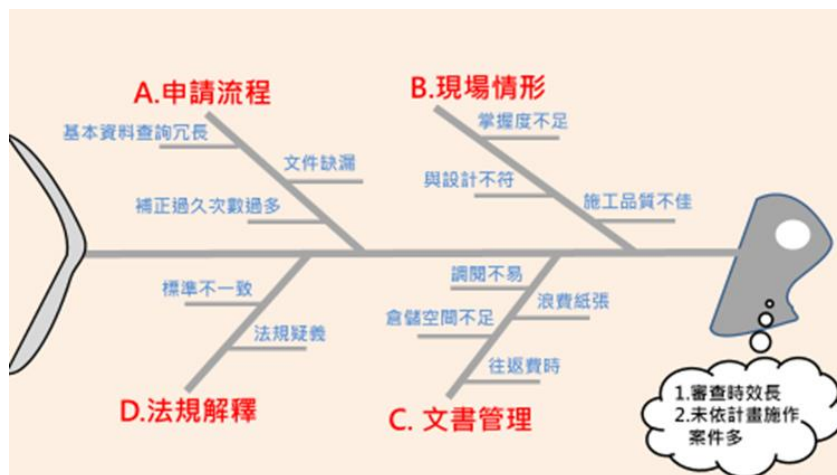 A.申請流程
基本資料查詢冗長
文件缺漏
補正過久次數過多
B.現場情形
掌握度不足
與設計不符
施工品質不佳
標準不一致
法規疑義
D.法規解釋
調閱不易
浪費紙張
倉儲空間不足
往返費時
C. 文書管理
1.審查時效長
2.未依計畫施作
案件多